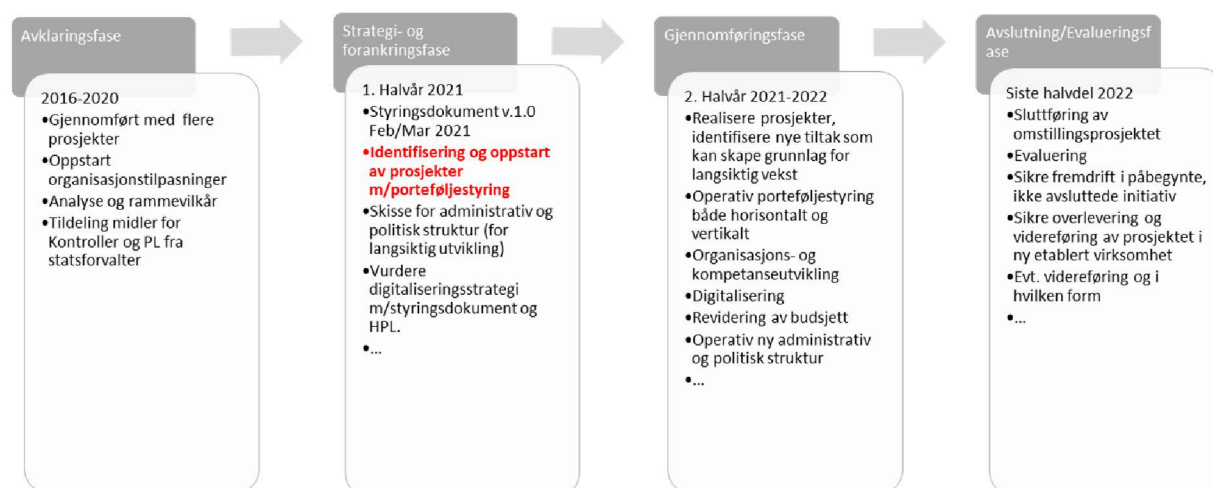 Avklaringsfase
2016-2020
•Gjennomført med flere
prosjekter
•Oppstart
organisasjonstilpasninger
•Analyse og rammevilkår
•Tildeling midler for
Kontroller og PL fra
statsforvalter
Strategi- og
forankringsfase
1. Halvår 2021
•Styringsdokument v.1.0
Feb/Mar 2021
•Identifisering og oppstart
av prosjekter
m/porteføljestyring
•Skisse for administrativ og
politisk struktur (for
langsiktig utvikling)
•Vurdere
digitaliseringsstrategi
m/styringsdokument og
HPL.
•...
Gjennomføringsfase
2. Halvår 2021-2022
•Realisere prosjekter,
identifisere nye tiltak som
kan skape grunnlag for
langsiktig vekst
•Operativ porteføljestyring
både horisontalt og
vertikalt
•Organisasjons- og
kompetanseutvikling
•Digitalisering
•Revidering av budsjett
•Operativ ny administrativ
og politisk struktur
•...
Avslutning/Evalueringsf
ase
Siste halvdel 2022
•Sluttføring av
omstillingsprosjektet
•Evaluering
•Sikre fremdrift i påbegynte,
ikke avsluttede initiativ
•Sikre overlevering og
videreføring av prosjektet i
ny etablert virksomhet
•Evt. videreføring og i
hvilken form
•...